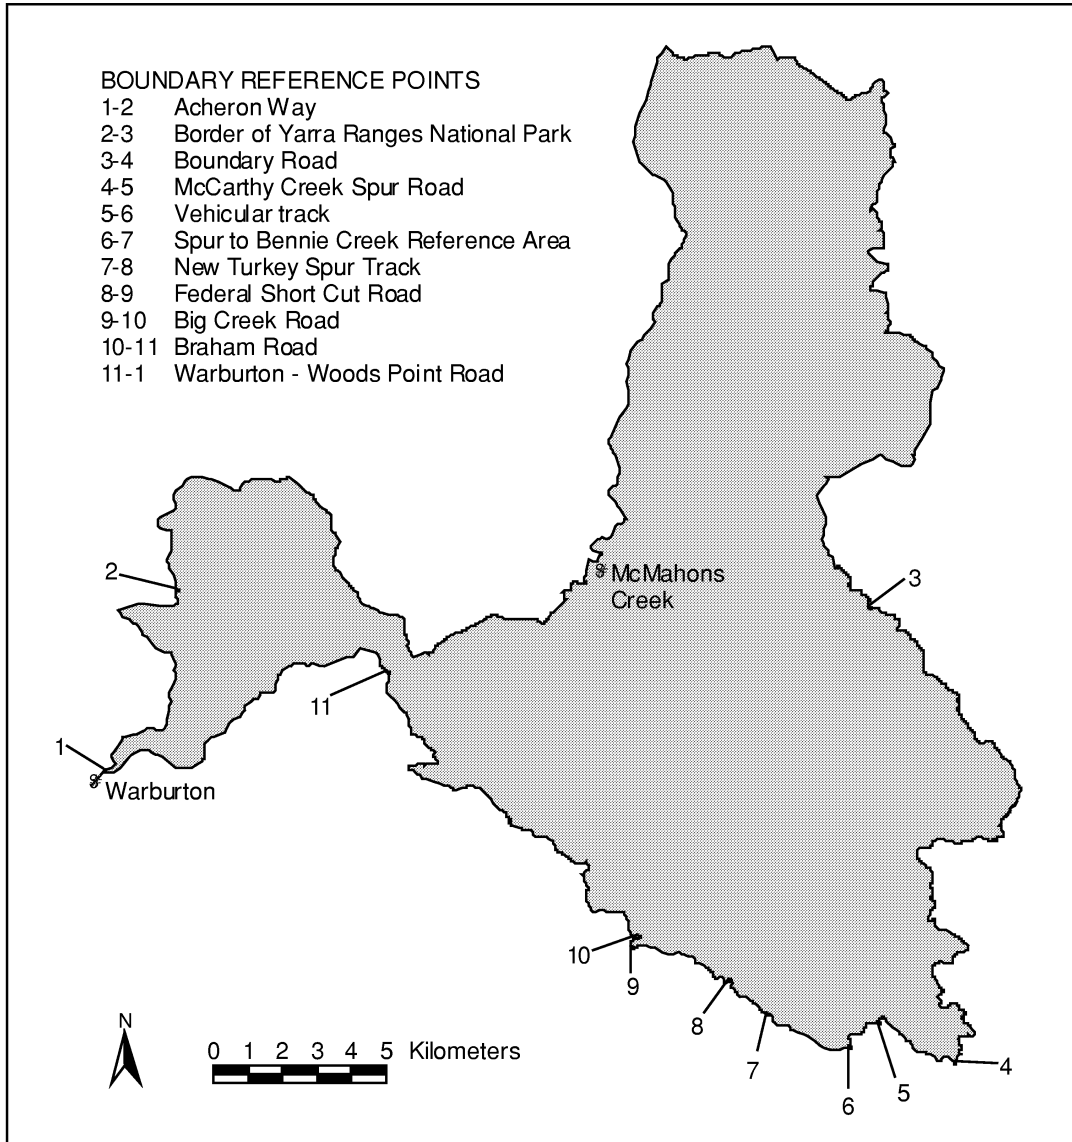 BOUNDARY REFERENCE POINTS
1-2 Acheron Way
2-3 Border of Yarra Ranges National Park
3-4 Boundary Road
4-5 McCarthy Creek Spur Road
5-6 Vehicular track
6-7 Spur to Bennie Creek Reference Area
7-8 New Turkey Spur Track
8-9 Federal Short Cut Road
9-10 Big Creek Road
10-11 Braham Road
11-1 Warburton - Woods Point Road
2
McMahons
Creek
3
11
1
Warburton
10
9
8
7
6
5
4
N
0 1 2 3 4 5 Kilometers